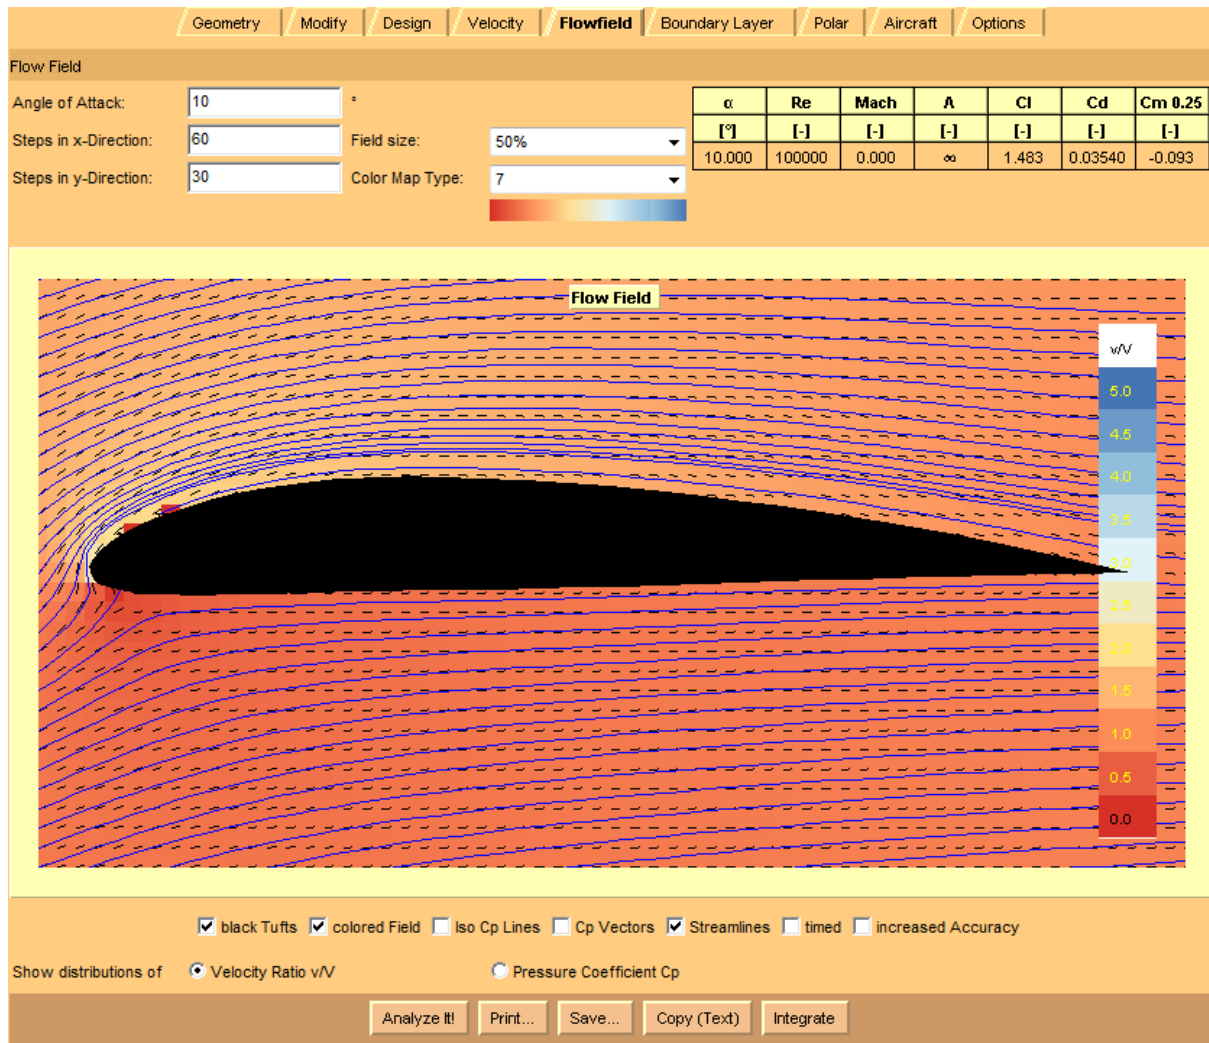 Geometry Modify Design Velocity Flowfield Boundary Layer Polar Aircraft Options
Flow Field
Angle of Attack: 10 °
Steps in x-Direction: 60 Field size: 50%
Steps in y-Direction: 30 Color Map Type: 7
α Re Mach Λ Cl Cd Cm 0.25
[°] [-] [-] [-] [-] [-] [-]
10.000 100000 0.000 ∞ 1.483 0.03540 -0.093
Flow Field
v/V
5.0
4.5
4.0
3.5
3.0
2.5
2.0
1.5
1.0
0.5
0.0
black Tufts colored Field Iso Cp Lines Cp Vectors Streamlines timed increased Accuracy
Show distributions of Velocity Ratio v/V Pressure Coefficient Cp
Analyze It! Print... Save... Copy (Text) Integrate